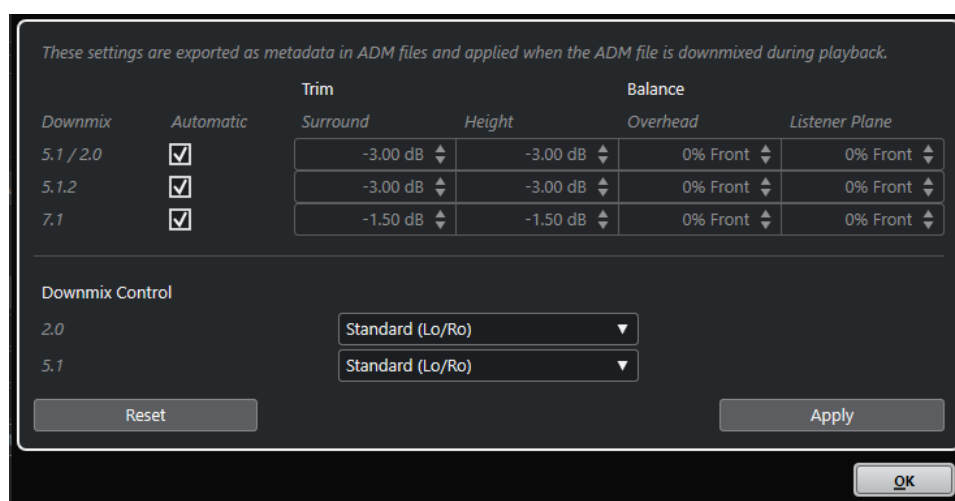 These settings are exported as metadata in ADM files and applied when the ADM file is downmixed during playback.
Trim Balance
Downmix Automatic Surround Height Overhead Listener Plane
5.1 / 2.0 -3.00 dB -3.00 dB 0% Front 0% Front
5.1.2 -3.00 dB -3.00 dB 0% Front 0% Front
7.1 -1.50 dB -1.50 dB 0% Front 0% Front
Downmix Control
2.0 Standard (Lo/Ro)
5.1 Standard (Lo/Ro)
Reset Apply
OK